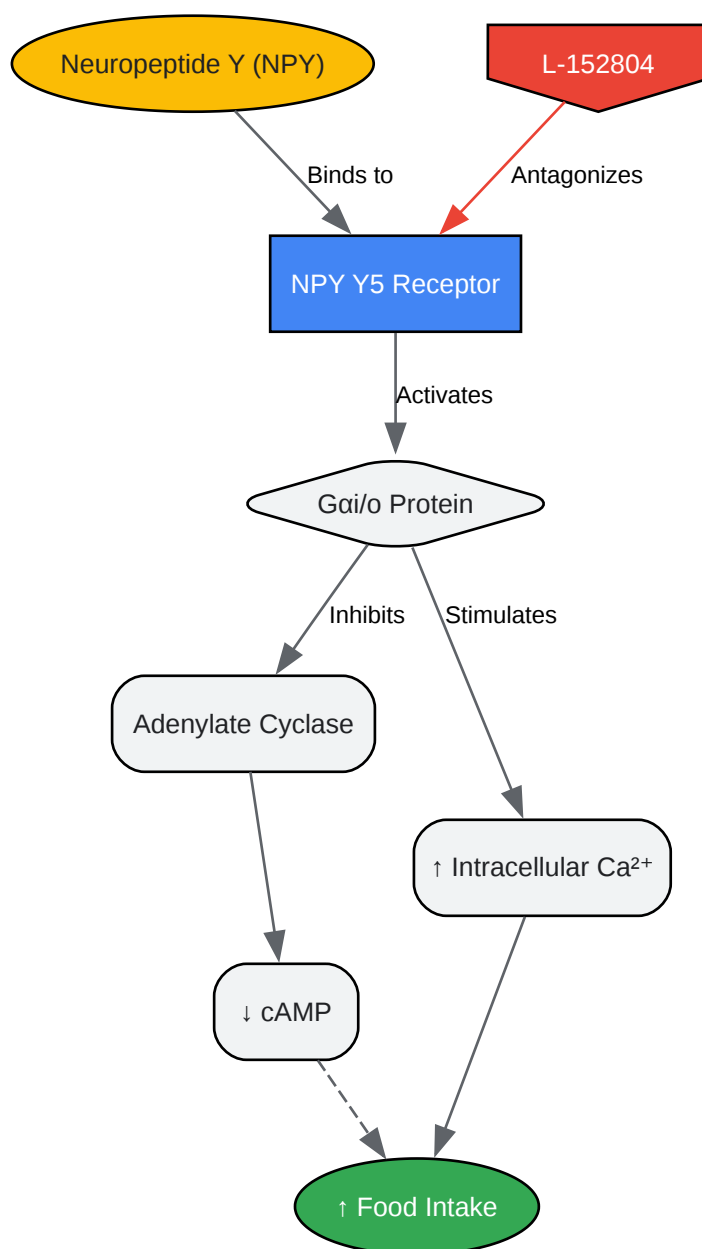 Neuropeptide Y (NPY)
L-152804
Binds to
Antagonizes
NPY Y5 Receptor
Activates
Gαi/o Protein
Inhibits
Stimulates
Adenylate Cyclase
↑ Intracellular Ca²⁺
↓ cAMP
↑ Food Intake